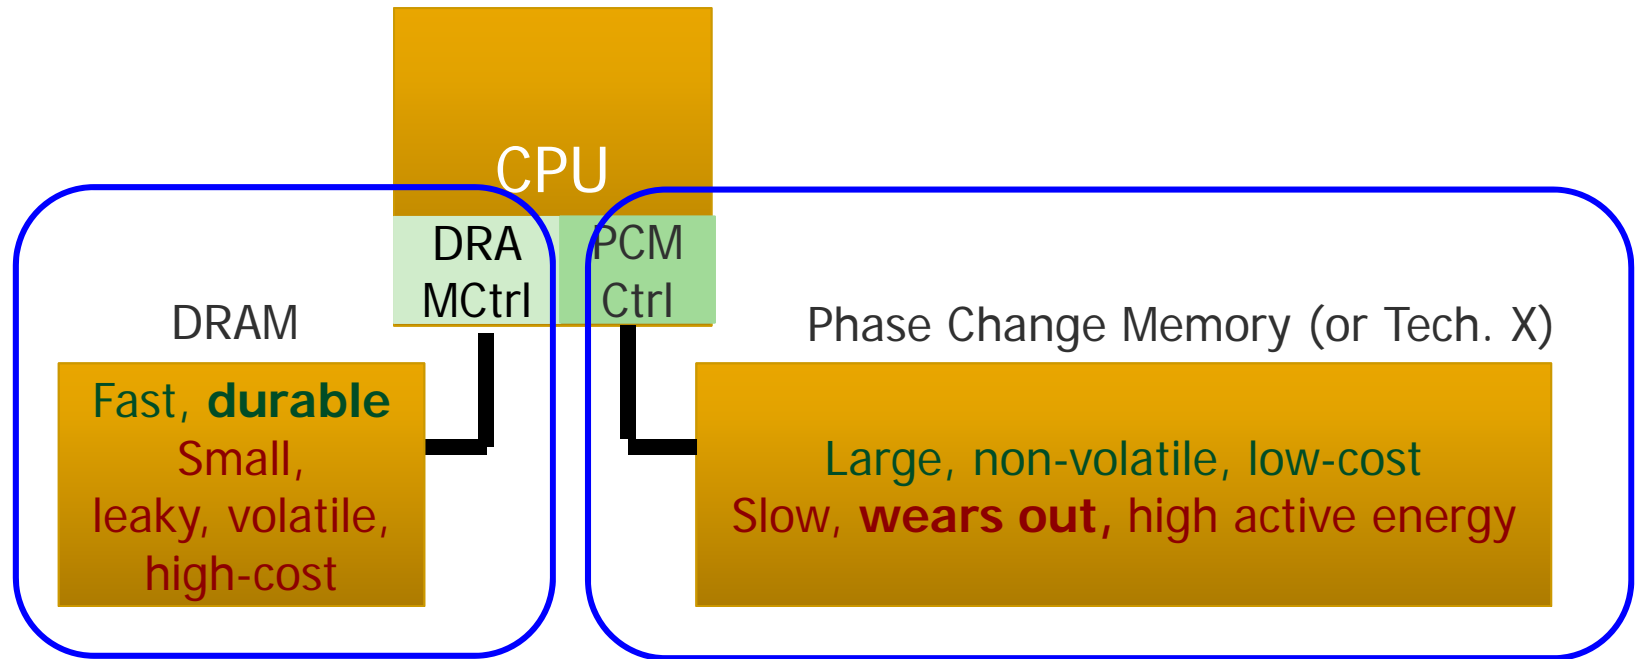 CPU
DRA
MCtrl
PCM
Ctrl
DRAM
Fast, durable
Small,
leaky, volatile,
high-cost
Phase Change Memory (or Tech. X)
Large, non-volatile, low-cost
Slow, wears out, high active energy